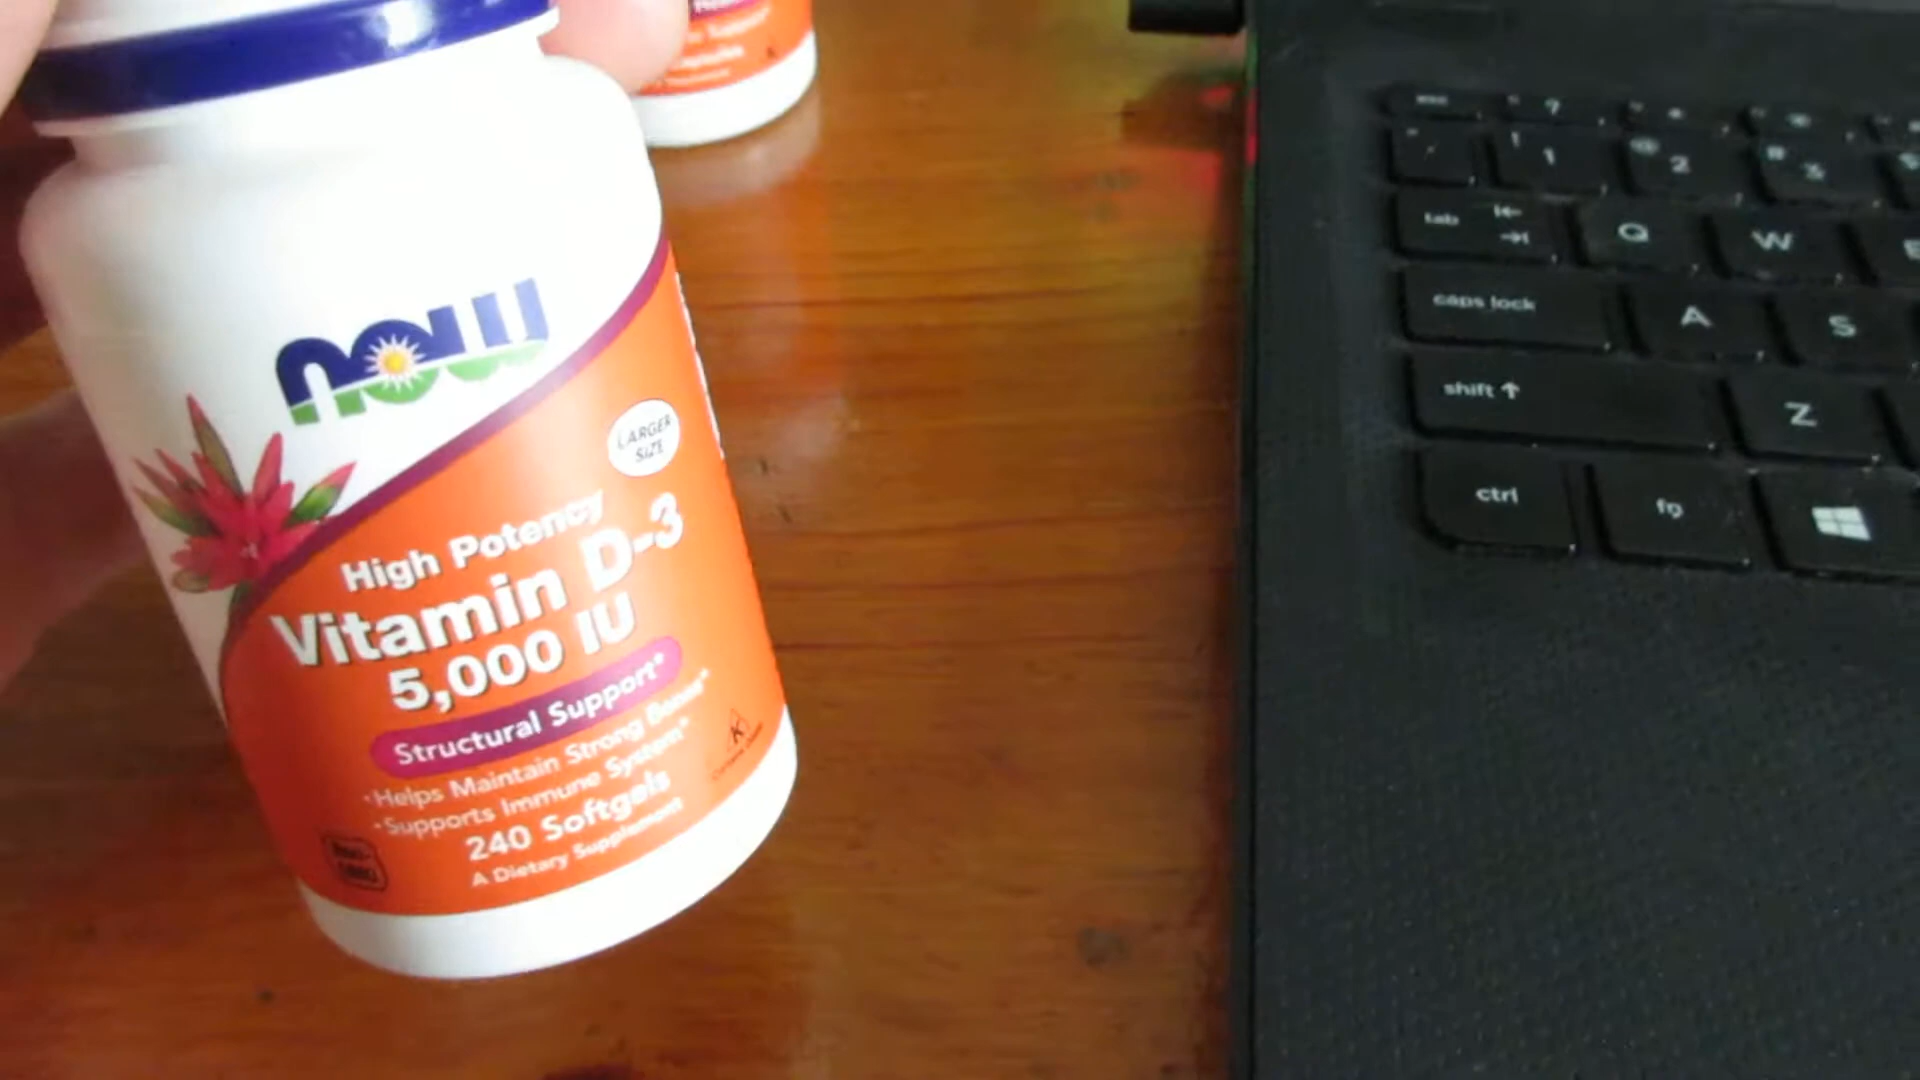 now
LARGER
SIZE
High Potency
Vitamin D-3
5,000 IU
Structural Support*
•Helps Maintain Strong Bones*
•Supports Immune System*
240 Softgels
A Dietary Supplement
K
esc
?
! 1
2
3
tab
Q
W
E
caps lock
A
S
shift
Z
ctrl
fn